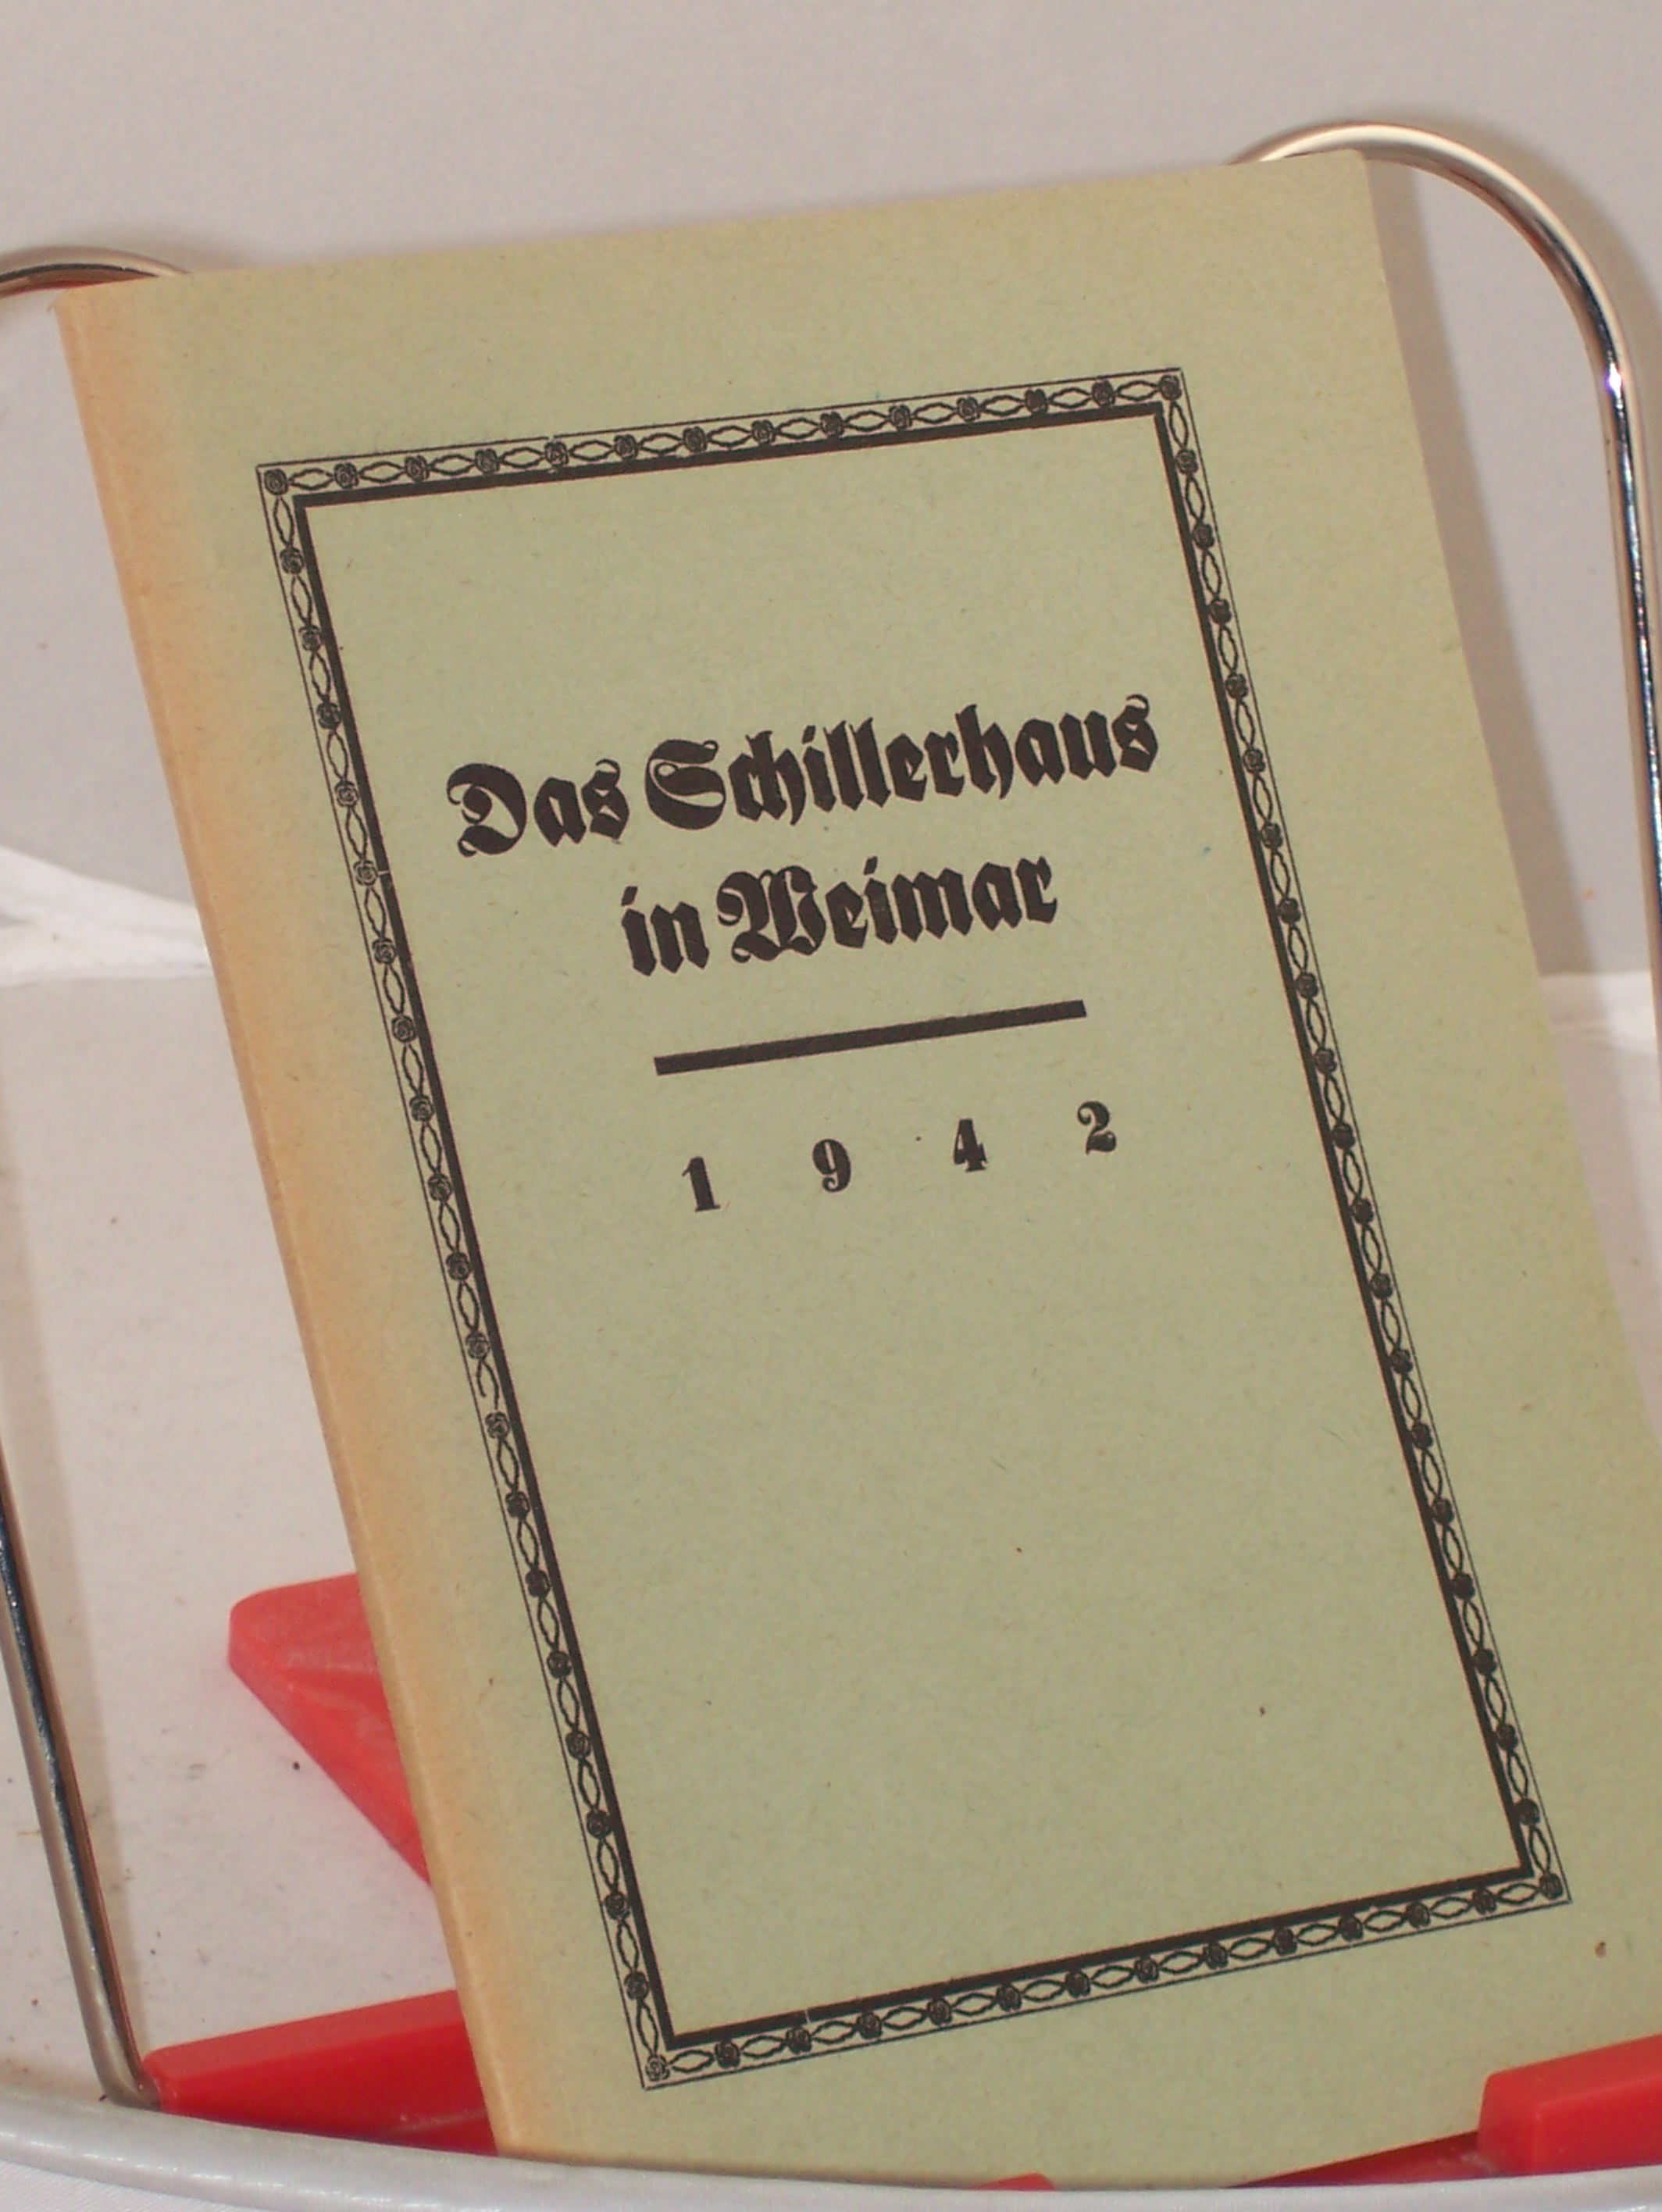 Das Schillerhaus
in Weimar
1 9 4 2